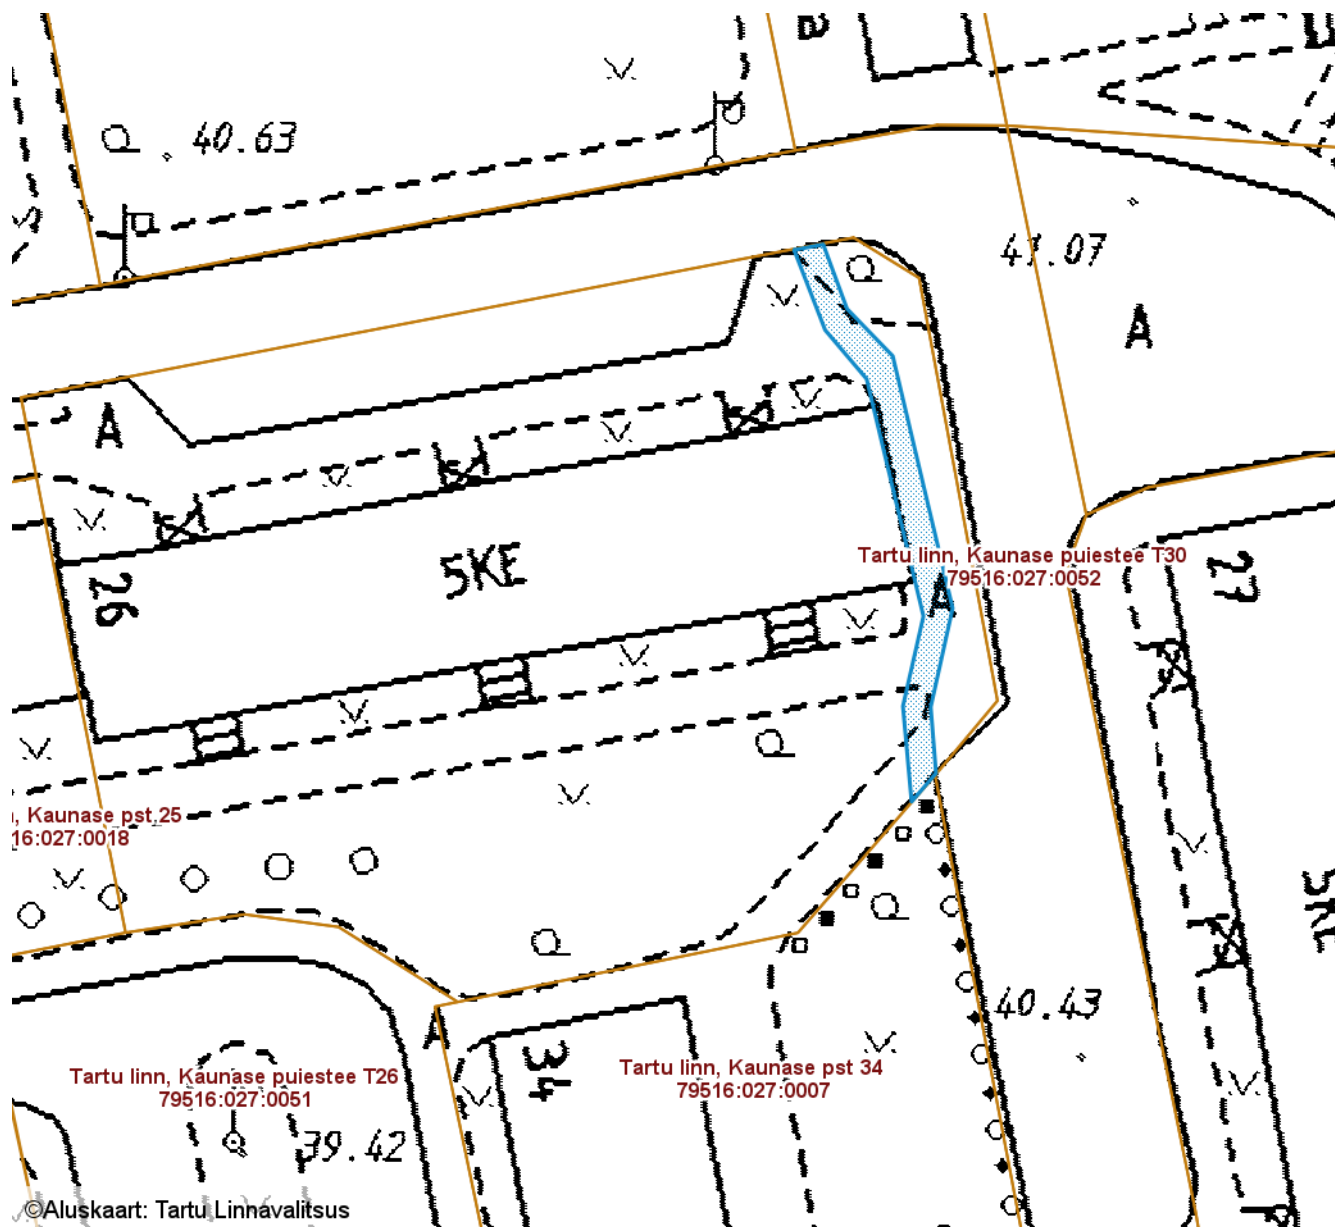 B
40.63
41.07
A
A
5KE
26
Tartu linn, Kaunase puiestee T30
79516:027:0052
A
27
, Kaunase pst 25
16:027:0018
5KE
40.43
A
34
Tartu linn, Kaunase pst 34
79516:027:0007
Tartu linn, Kaunase puiestee T26
79516:027:0051
39.42
©Aluskaart: Tartu Linnavalitsus